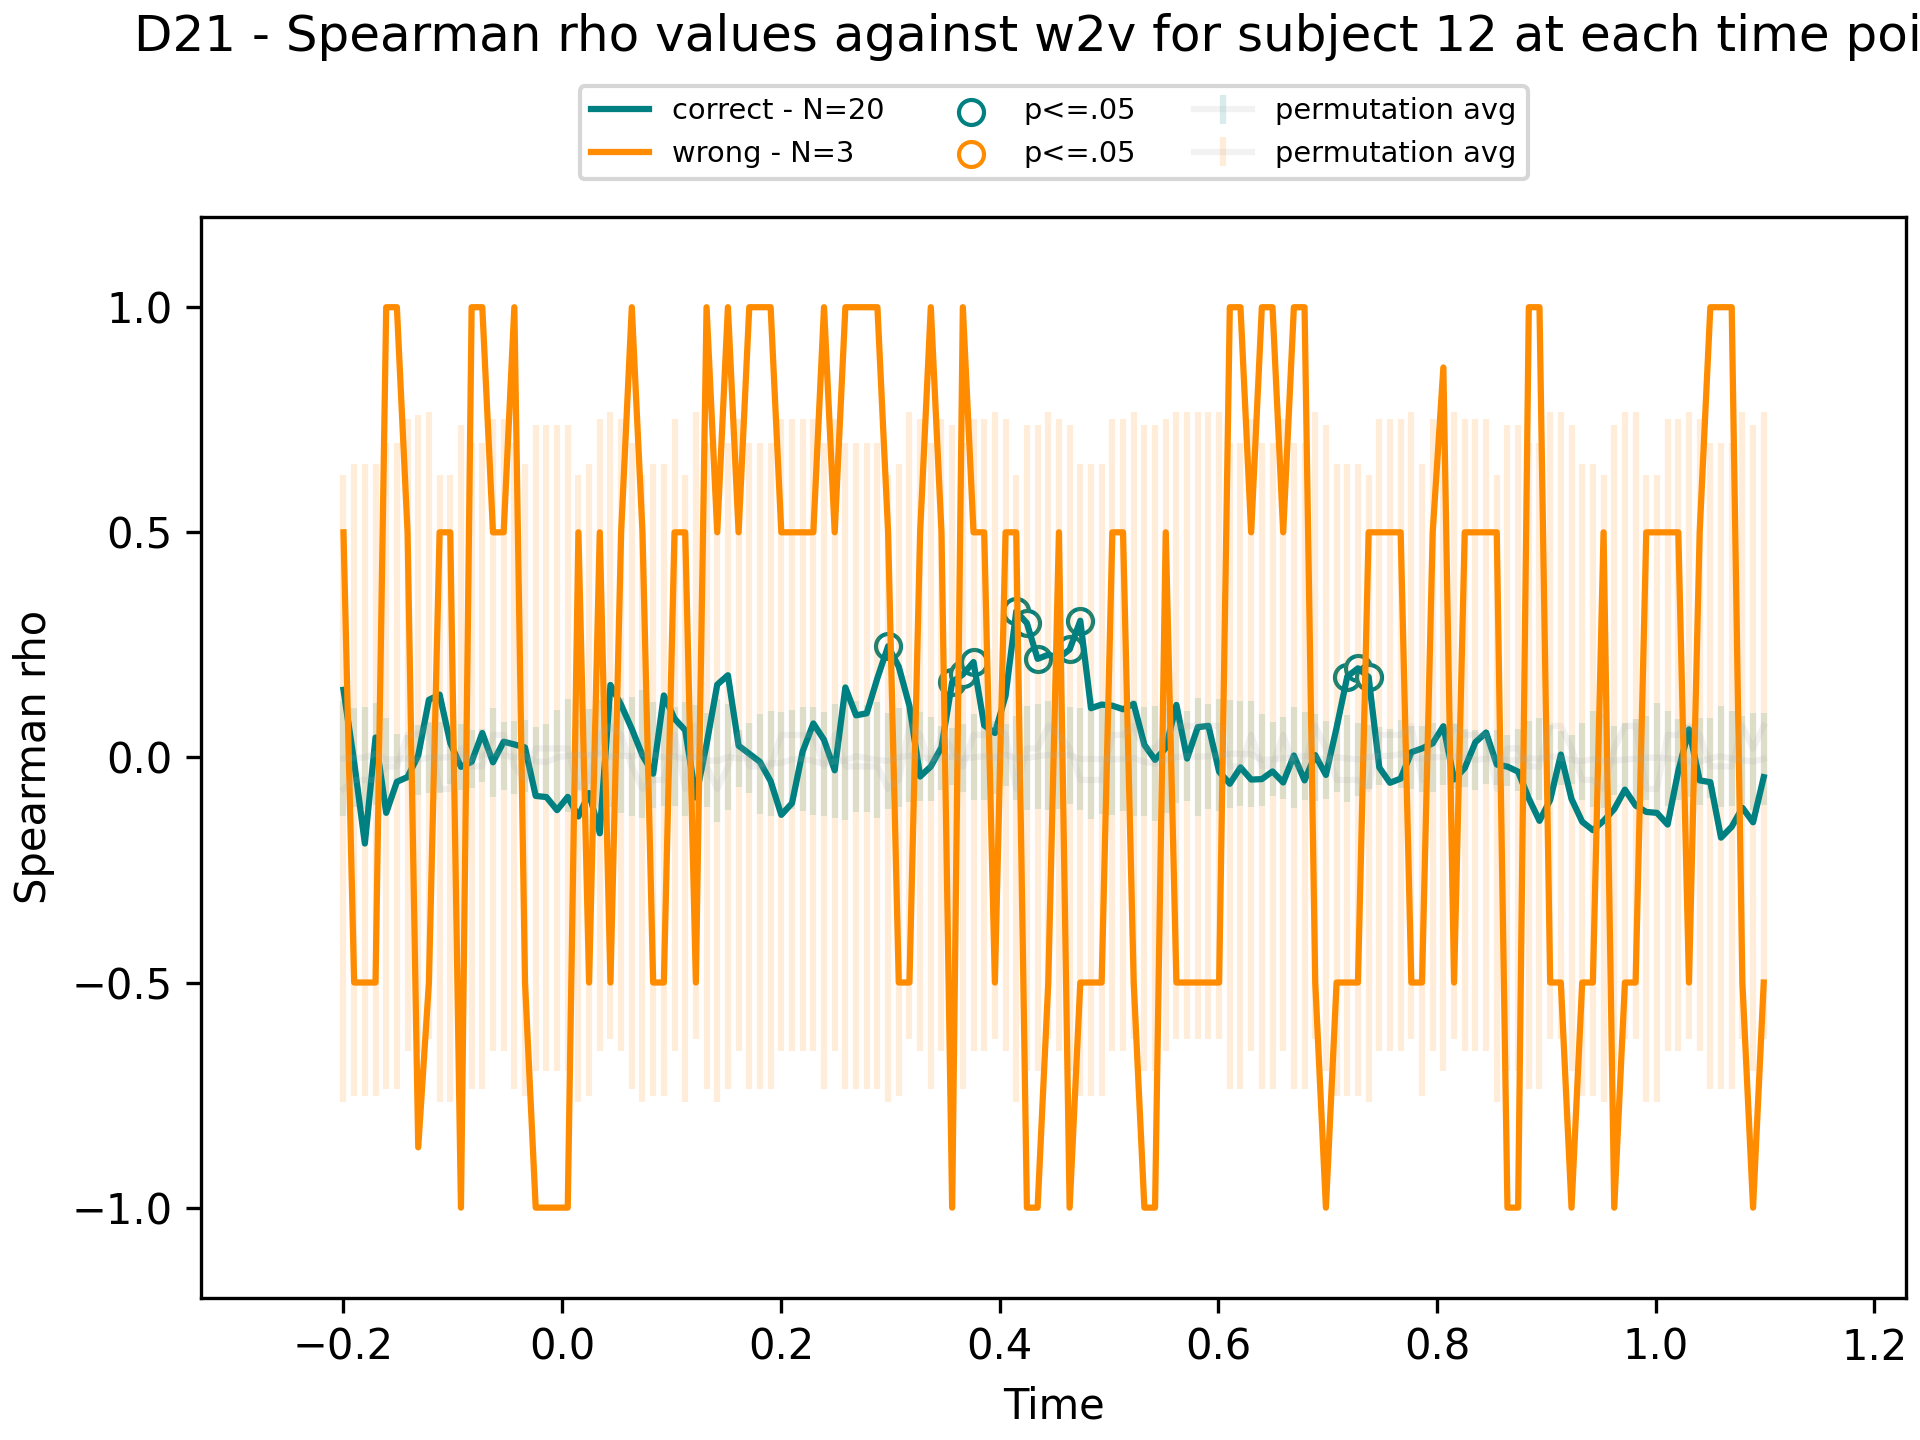 D21 - Spearman rho values against w2v for subject 12 at each time poi
correct - N=20
wrong - N=3
p<=.05
p<=.05
permutation avg
permutation avg
1.0
0.5
0.0
−0.5
−1.0
Spearman rho
−0.2 0.0 0.2 0.4 0.6 0.8 1.0 1.2
Time